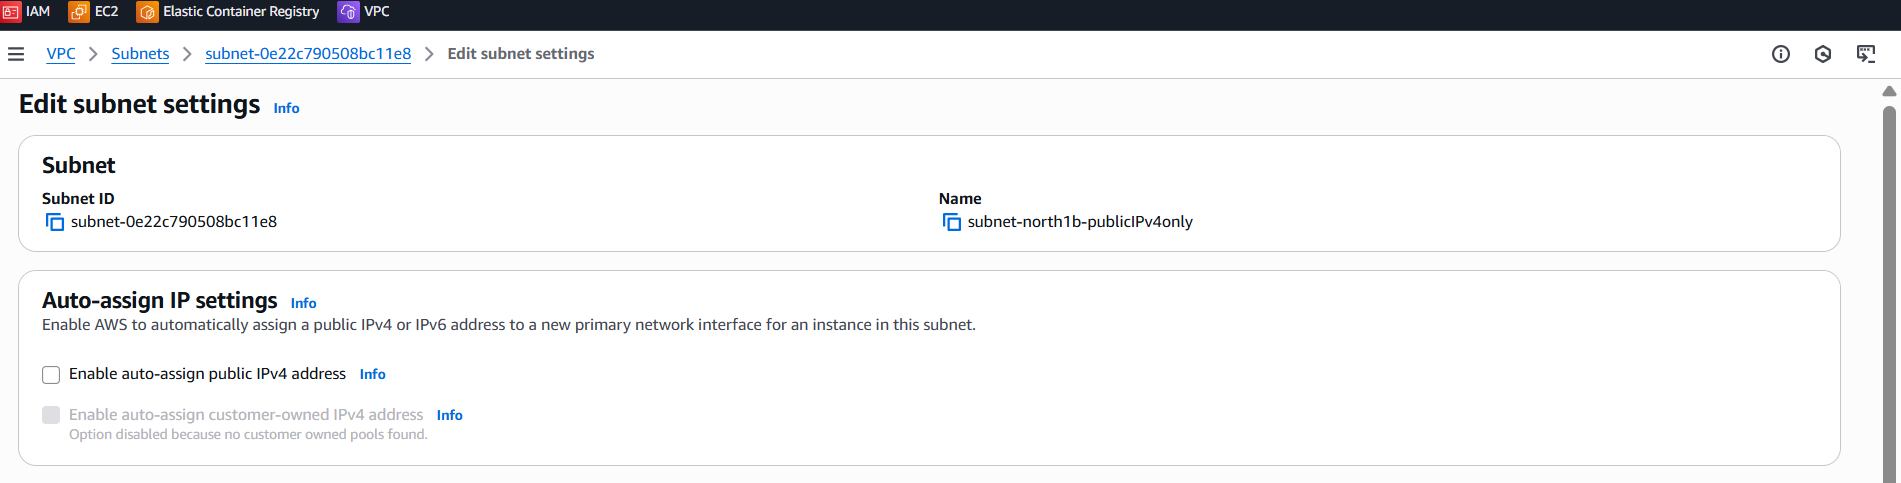 IAM EC2 Elastic Container Registry VPC
VPC Subnets subnet-0e22c790508bc11e8 Edit subnet settings
Edit subnet settings Info
Subnet
Subnet ID Name
subnet-0e22c790508bc11e8 subnet-north1b-publicIPv4only
Auto-assign IP settings Info
Enable AWS to automatically assign a public IPv4 or IPv6 address to a new primary network interface for an instance in this subnet.
Enable auto-assign public IPv4 address Info
Enable auto-assign customer-owned IPv4 address Info
Option disabled because no customer owned pools found.